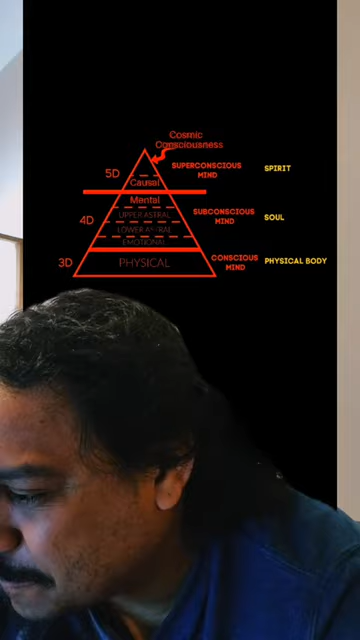 Cosmic
Consciousness
5D
SUPERCONSCIOUS
MIND
SPIRIT
Causal
Mental
4D
UPPER ASTRAL
SUBCONSCIOUS
MIND
SOUL
LOWER ASTRAL
EMOTIONAL
3D
PHYSICAL
CONSCIOUS
MIND
PHYSICAL BODY